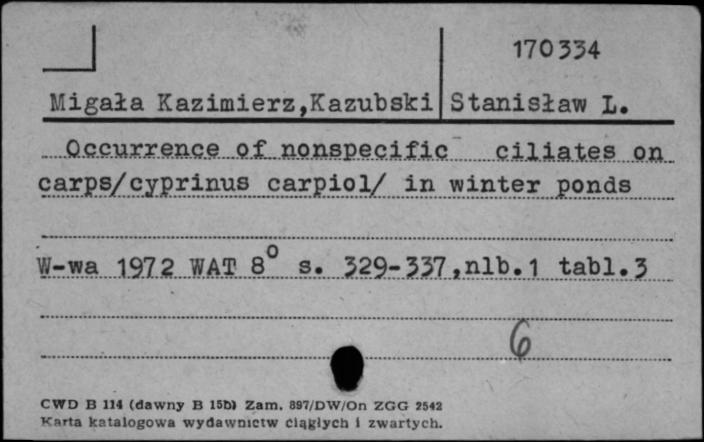 170334
Migała Kazimierz,Kazubski Stanisław L.
Occurrence of nonspecific ciliates on
carps/cyprinus carpiol/ in winter ponds
W-wa 1972 WAT 8° s. 329-337,nlb.1 tabl.3
6
CWD B 114 (dawny B 15b) Zam. 897/DW/On ZGG 2542
Karta katalogowa wydawnictw ciągłych i zwartych.